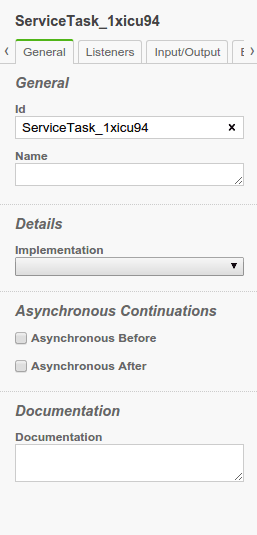 ServiceTask_1xicu94
General Listeners Input/Output
General
Id
ServiceTask_1xicu94
Name
Details
Implementation
Asynchronous Continuations
Asynchronous Before
Asynchronous After
Documentation
Documentation